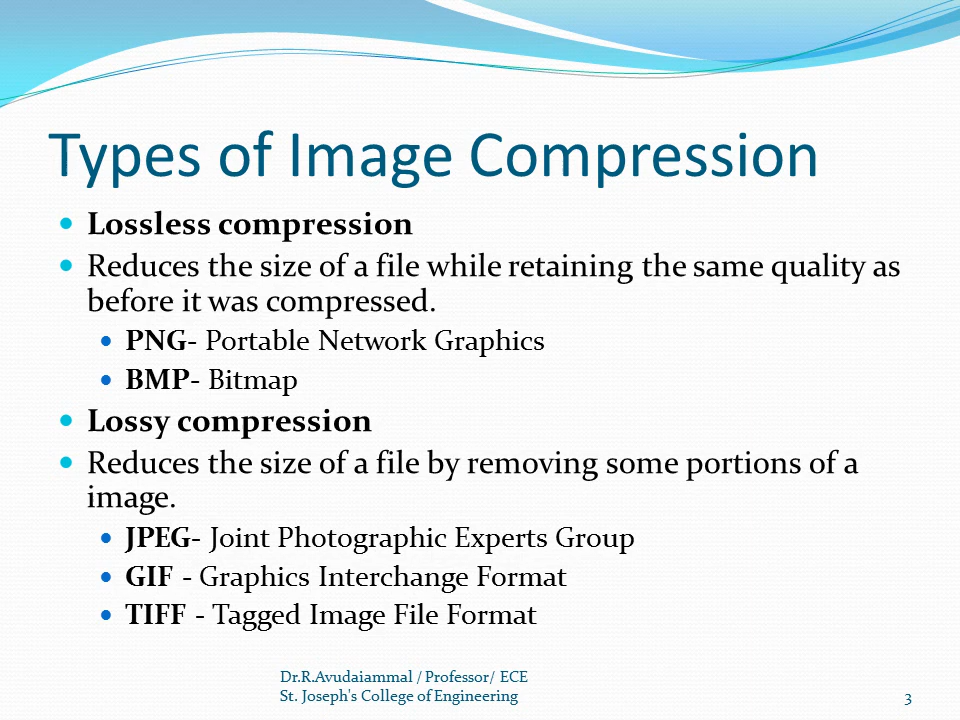 Types of Image Compression
Lossless compression
Reduces the size of a file while retaining the same quality as
before it was compressed.
PNG- Portable Network Graphics
BMP- Bitmap
Lossy compression
Reduces the size of a file by removing some portions of a
image.
JPEG- Joint Photographic Experts Group
GIF - Graphics Interchange Format
TIFF - Tagged Image File Format
Dr.R.Avudaiammal / Professor/ ECE
St. Joseph's College of Engineering
3